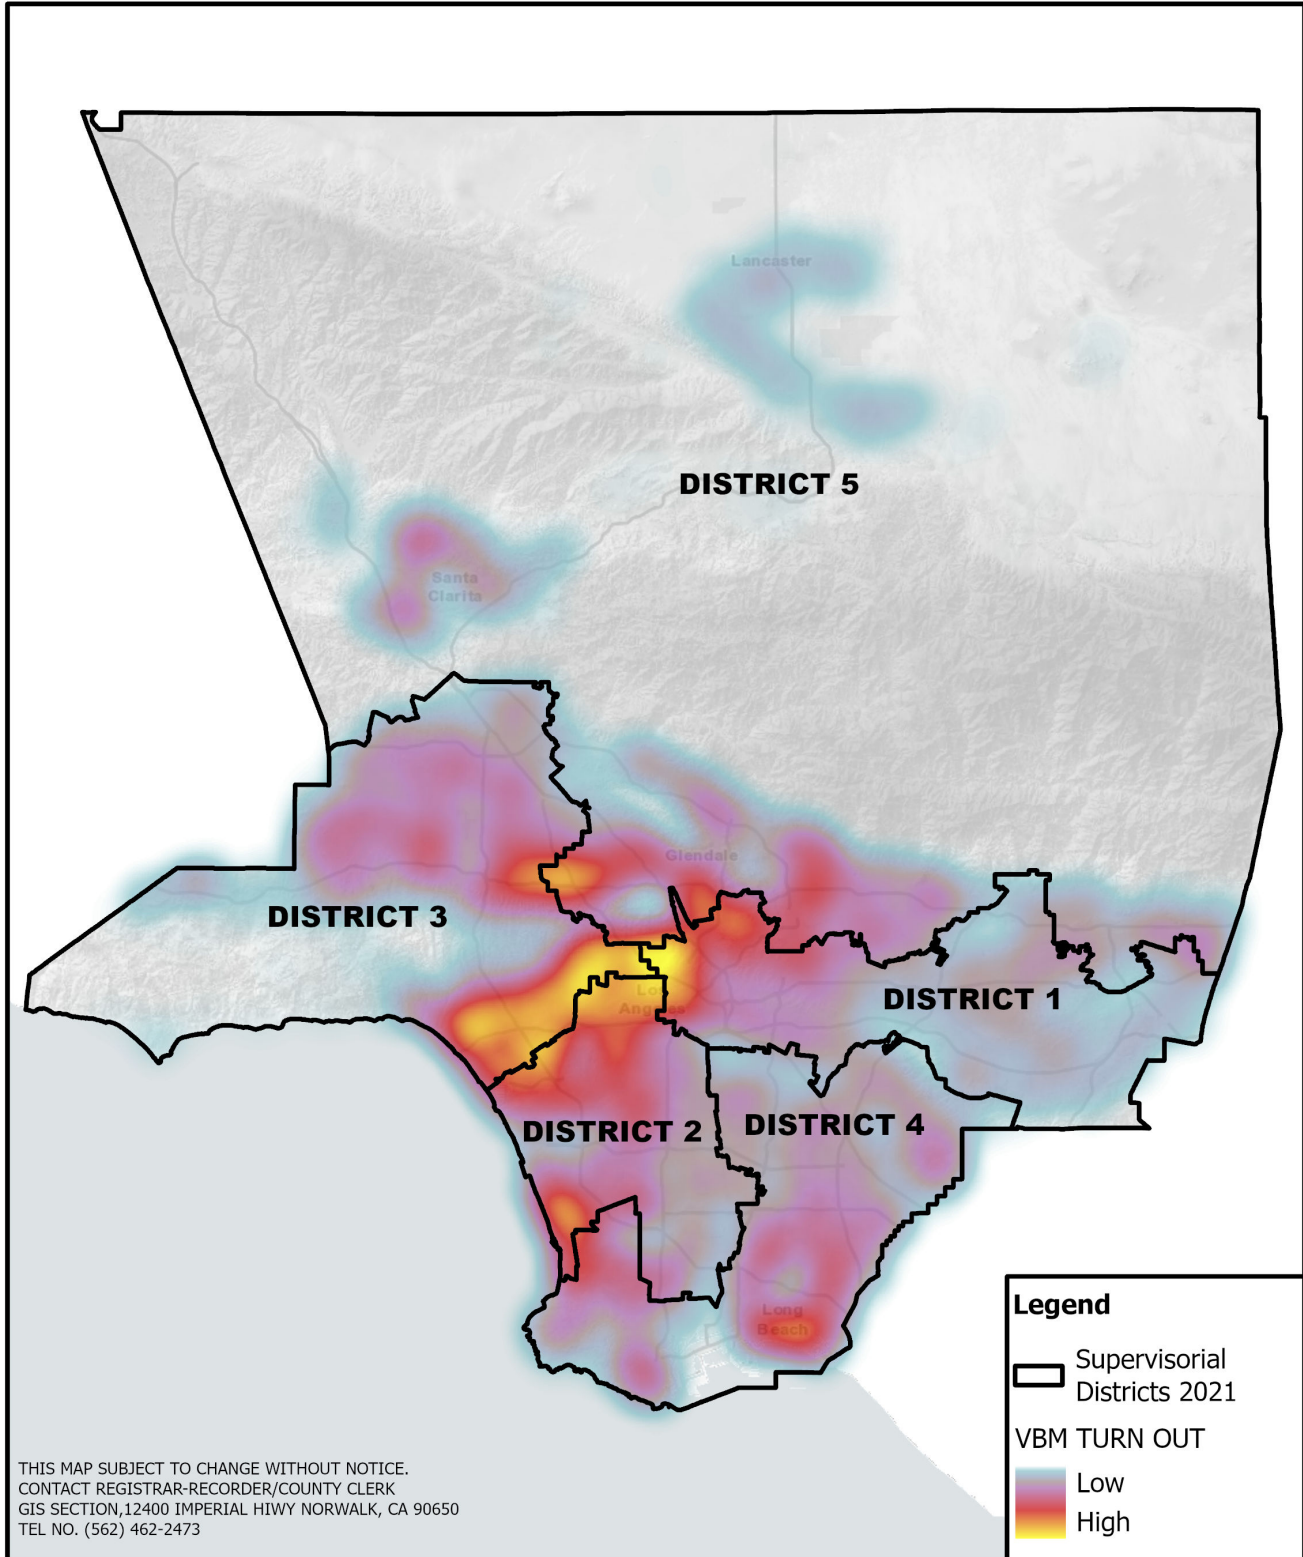 Lancaster
DISTRICT 5
Santa
Clarita
Glendale
DISTRICT 3
DISTRICT 1
Los
Angeles
DISTRICT 2
DISTRICT 4
Long
Beach
Legend
Supervisorial
Districts 2021
VBM TURN OUT
Low
High
THIS MAP SUBJECT TO CHANGE WITHOUT NOTICE.
CONTACT REGISTRAR-RECORDER/COUNTY CLERK
GIS SECTION,12400 IMPERIAL HIWY NORWALK, CA 90650
TEL NO. (562) 462-2473